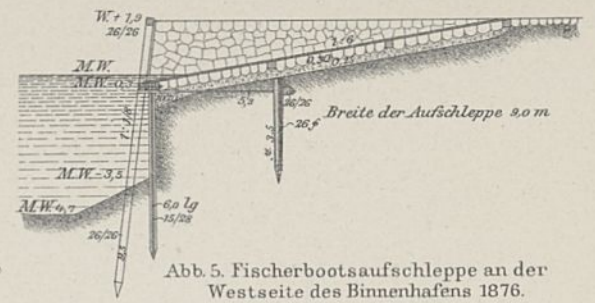 W. + 1,9
26/26
1:6
0,30
M.W.
M.W.-0,5
5,2
26/26
Breite der Aufschleppe 9,0 m
26
M.W.-3,5
M.W.-4,7
6,0 lg
15/28
26/26
Abb. 5. Fischerbootsaufschleppe an der
Westseite des Binnenhafens 1876.